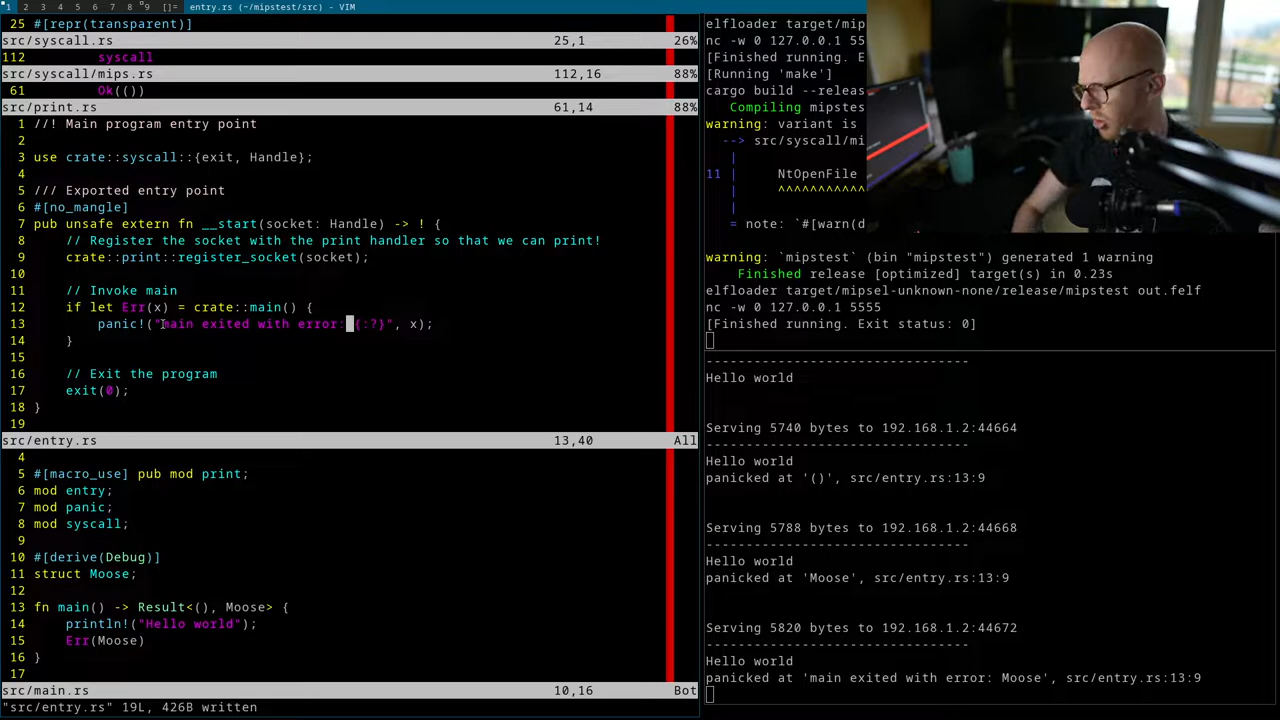 1 2 3 4 5 6 7 8 9 []= entry.rs (~/mipstest/src) - VIM
25 #[repr(transparent)]
src/syscall.rs 25,1 26%
112 syscall
src/syscall/mips.rs 112,16 88%
61 Ok(())
src/print.rs 61,14 88%
1 //! Main program entry point
2
3 use crate::syscall::{exit, Handle};
4
5 /// Exported entry point
6 #[no_mangle]
7 pub unsafe extern fn __start(socket: Handle) -> ! {
8 // Register the socket with the print handler so that we can print!
9 crate::print::register_socket(socket);
10
11 // Invoke main
12 if let Err(x) = crate::main() {
13 panic!("main exited with error: {:?}", x);
14 }
15
16 // Exit the program
17 exit(0);
18 }
19
src/entry.rs 13,40 All
4
5 #[macro_use] pub mod print;
6 mod entry;
7 mod panic;
8 mod syscall;
9
10 #[derive(Debug)]
11 struct Moose;
12
13 fn main() -> Result<(), Moose> {
14 println!("Hello world");
15 Err(Moose)
16 }
17
src/main.rs 10,16 Bot
"src/entry.rs" 19L, 426B written
elfloader target/mip
nc -w 0 127.0.0.1 555
[Finished running. E
[Running 'make']
cargo build --releas
Compiling mipstes
warning: variant is
--> src/syscall/mip
|
11 | NtOpenFile
| ^^^^^^^^^^^
|
= note: `#[warn(d
warning: `mipstest` (bin "mipstest") generated 1 warning
Finished release [optimized] target(s) in 0.23s
elfloader target/mipsel-unknown-none/release/mipstest out.felf
nc -w 0 127.0.0.1 5555
[Finished running. Exit status: 0]
---------------------------------
Hello world
Serving 5740 bytes to 192.168.1.2:44664
---------------------------------
Hello world
panicked at '()', src/entry.rs:13:9
Serving 5788 bytes to 192.168.1.2:44668
---------------------------------
Hello world
panicked at 'Moose', src/entry.rs:13:9
Serving 5820 bytes to 192.168.1.2:44672
---------------------------------
Hello world
panicked at 'main exited with error: Moose', src/entry.rs:13:9